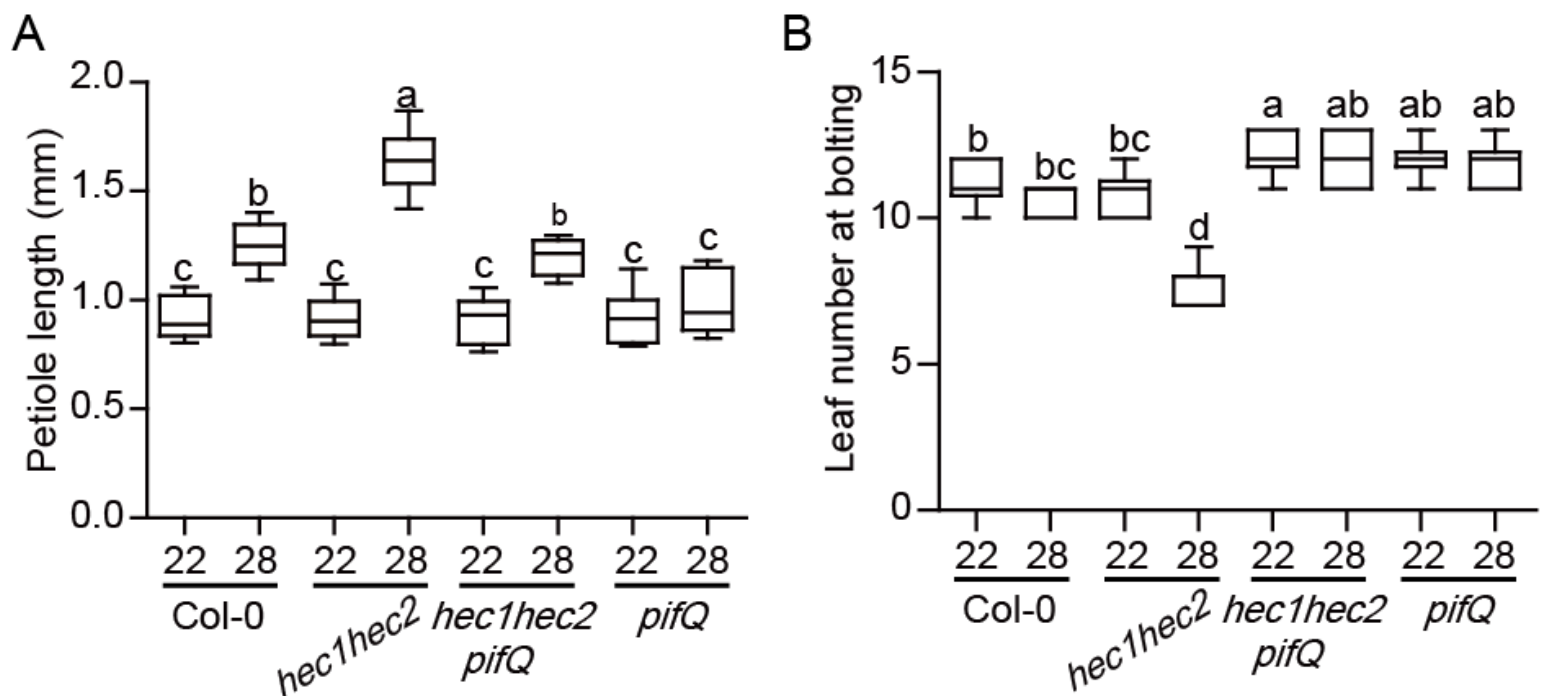 A
Petiole length (mm)
2.0
1.5
1.0
0.5
0.0
c
b
c
a
c
b
c
c
22 28 22 28 22 28 22 28
Col-0
hec1hec2
hec1hec2
pifQ
pifQ
B
Leaf number at bolting
15
10
5
0
b
bc
bc
d
a
ab
ab
ab
22 28 22 28 22 28 22 28
Col-0
hec1hec2
hec1hec2
pifQ
pifQ